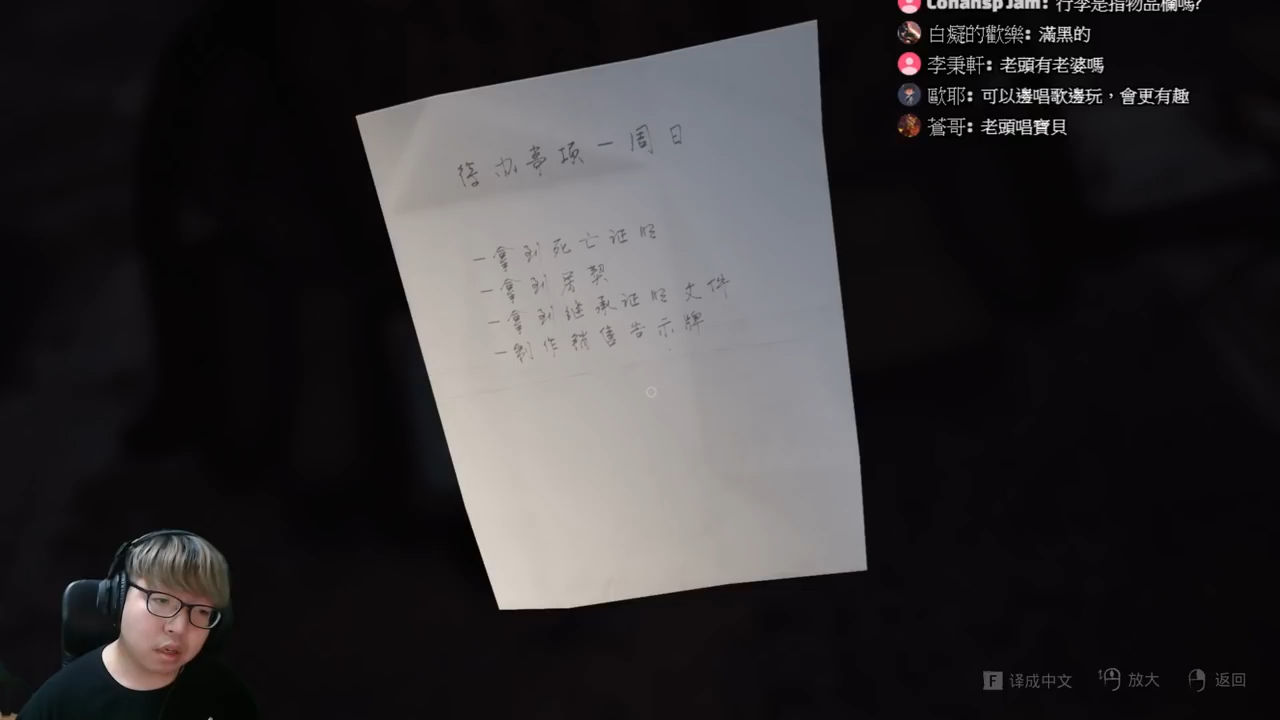 LonanspJam: 行李是指物品欄嗎?
白癡的歡樂: 滿黑的
李秉軒: 老頭有老婆嗎
歐耶: 可以邊唱歌邊玩，會更有趣
蒼哥: 老頭唱寶貝
待办事项－周日
－拿到死亡证明
－拿到房契
－拿到继承证明文件
－制作销售告示牌
F 译成中文 放大 返回